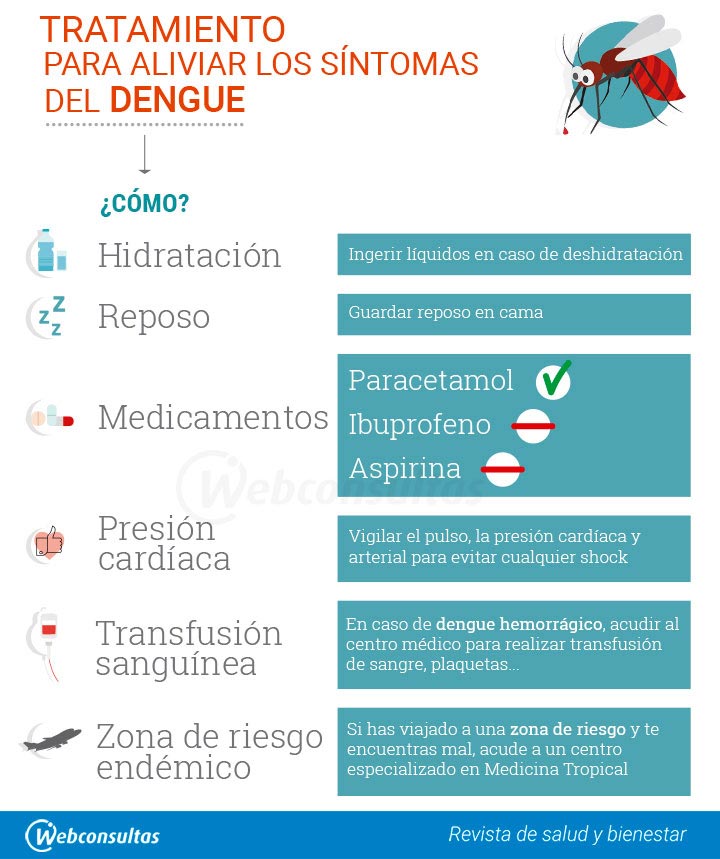 TRATAMIENTO
PARA ALIVIAR LOS SÍNTOMAS
DEL DENGUE
¿CÓMO?
Hidratación
Ingerir líquidos en caso de deshidratación
z z z
Reposo
Guardar reposo en cama
Medicamentos
Paracetamol
Ibuprofeno
Aspirina
Webconsultas
Presión
cardíaca
Vigilar el pulso, la presión cardíaca y
arterial para evitar cualquier shock
Transfusión
sanguínea
En caso de dengue hemorrágico, acudir al
centro médico para realizar transfusión
de sangre, plaquetas...
Zona de riesgo
endémico
Si has viajado a una zona de riesgo y te
encuentras mal, acude a un centro
especializado en Medicina Tropical
Webconsultas
Revista de salud y bienestar